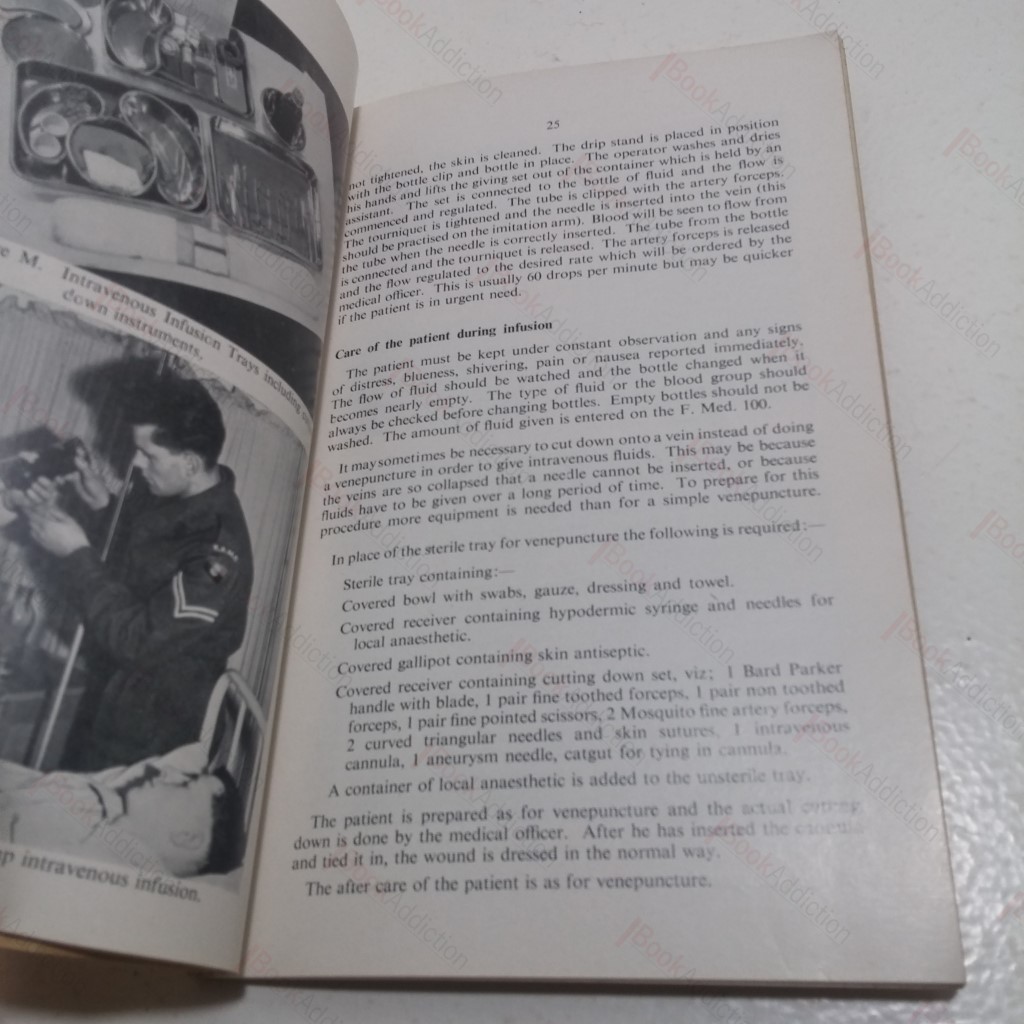 e M. Intravenous Infusion Trays including
down instruments.
R.A.M.C.
up intravenous infusion.
25
not tightened, the skin is cleaned. The drip stand is placed in position
with the bottle clip and bottle in place. The operator washes and dries
his hands and lifts the giving set out of the container which is held by an
assistant. The set is connected to the bottle of fluid and the flow is
commenced and regulated. The tube is clipped with the artery forceps.
The tourniquet is tightened and the needle is inserted into the vein (this
should be practised on the imitation arm). Blood will be seen to flow from
the tube when the needle is correctly inserted. The tube from the bottle
is connected and the tourniquet is released. The artery forceps is released
and the flow regulated to the desired rate which will be ordered by the
medical officer. This is usually 60 drops per minute but may be quicker
if the patient is in urgent need.
Care of the patient during infusion
The patient must be kept under constant observation and any signs
of distress, blueness, shivering, pain or nausea reported immediately.
The flow of fluid should be watched and the bottle changed when it
becomes nearly empty. The type of fluid or the blood group should
always be checked before changing bottles. Empty bottles should not be
washed. The amount of fluid given is entered on the F. Med. 100.
It may sometimes be necessary to cut down onto a vein instead of doing
a venepuncture in order to give intravenous fluids. This may be because
the veins are so collapsed that a needle cannot be inserted, or because
fluids have to be given over a long period of time. To prepare for this
procedure more equipment is needed than for a simple venepuncture.
In place of the sterile tray for venepuncture the following is required:—
Sterile tray containing:—
Covered bowl with swabs, gauze, dressing and towel.
Covered receiver containing hypodermic syringe and needles for
local anaesthetic.
Covered gallipot containing skin antiseptic.
Covered receiver containing cutting down set, viz; 1 Bard Parker
handle with blade, 1 pair fine toothed forceps, 1 pair non toothed
forceps, 1 pair fine pointed scissors, 2 Mosquito fine artery forceps,
2 curved triangular needles and skin sutures, 1 intravenous
cannula, 1 aneurysm needle, catgut for tying in cannula.
A container of local anaesthetic is added to the unsterile tray.
The patient is prepared as for venepuncture and the actual cutting
down is done by the medical officer. After he has inserted the cannula
and tied it in, the wound is dressed in the normal way.
The after care of the patient is as for venepuncture.